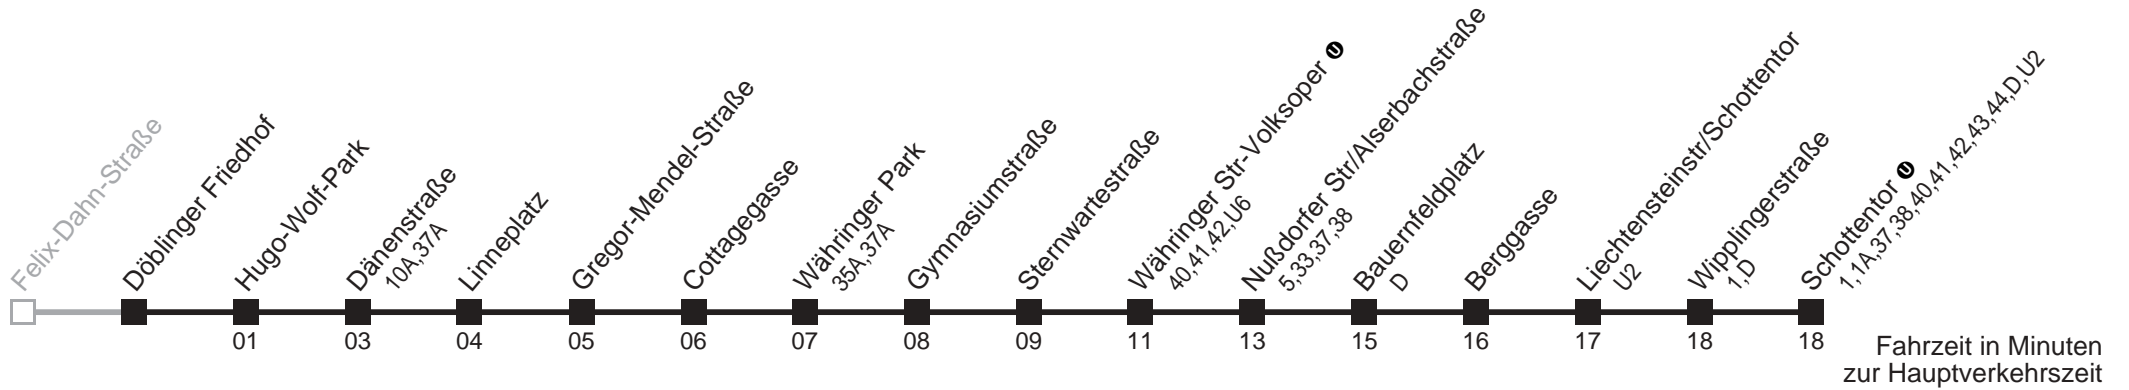 Felix-Dahn-Straße
Döblinger Friedhof
Hugo-Wolf-Park
01
Dänenstraße
10A,37A
03
Linneplatz
04
Gregor-Mendel-Straße
05
Cottagegasse
06
Währinger Park
35A,37A
07
Gymnasiumstraße
08
Sternwartestraße
09
Währinger Str-Volksoper U
40,41,42,U6
11
Nußdorfer Str/Alserbachstraße
5,33,37,38
13
Bauernfeldplatz
D
15
Berggasse
16
Liechtensteinstr/Schottentor
U2
17
Wipplingerstraße
1,D
18
Schottentor U
1,1A,37,38,40,41,42,43,44,D,U2
18
Fahrzeit in Minuten
zur Hauptverkehrszeit